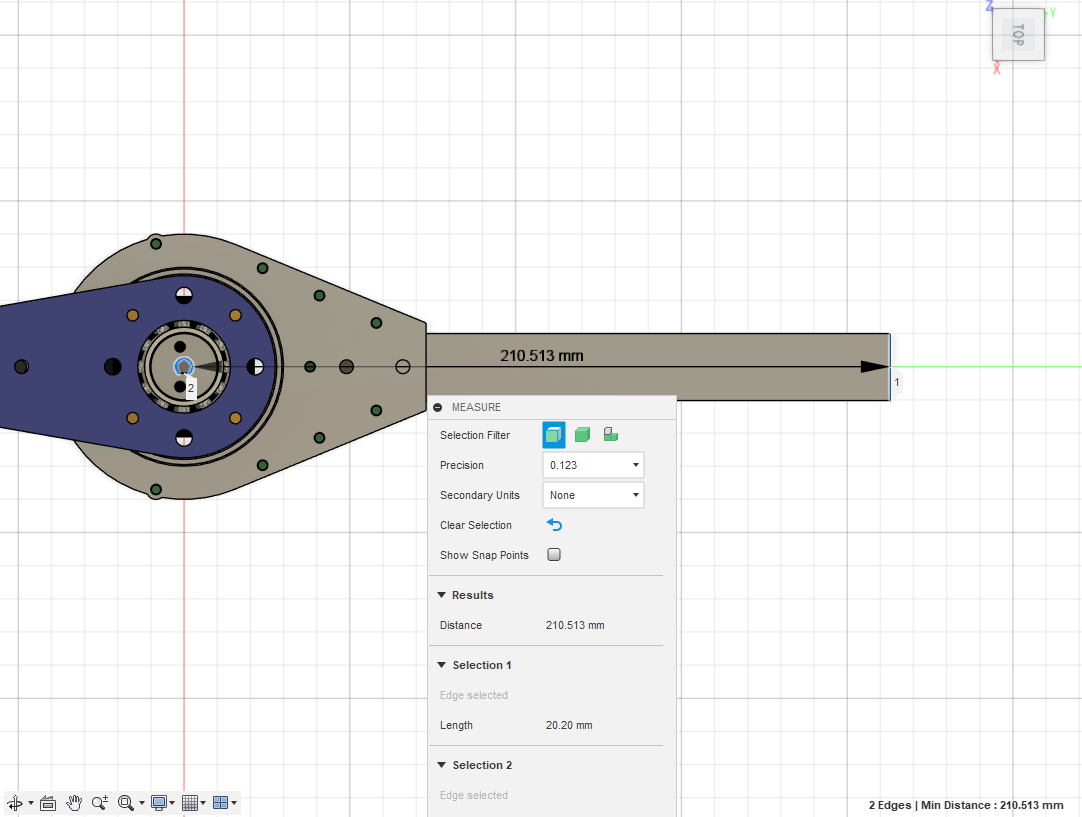 Z
Y
TOP
X
210.513 mm
2
1
MEASURE
Selection Filter
Precision 0.123
Secondary Units None
Clear Selection
Show Snap Points
Results
Distance 210.513 mm
Selection 1
Edge selected
Length 20.20 mm
Selection 2
Edge selected
2 Edges | Min Distance : 210.513 mm